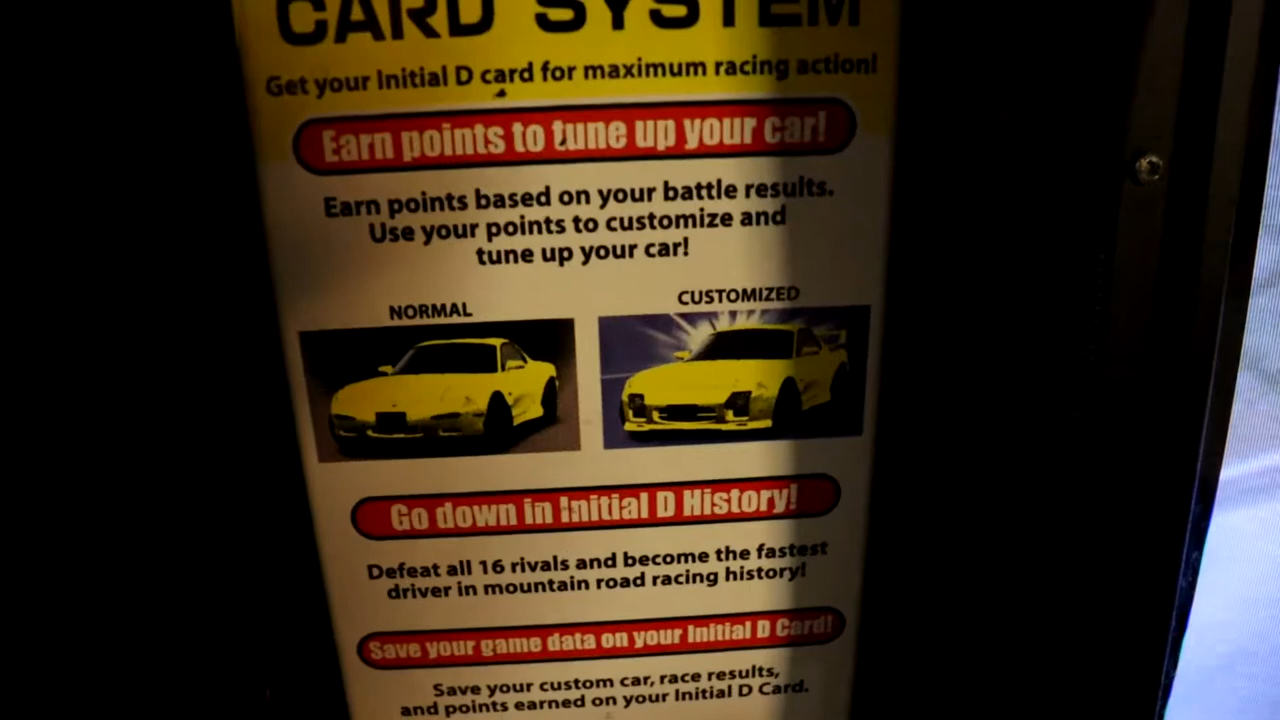 CARD SYSTEM
Get your Initial D card for maximum racing action!
Earn points to tune up your car!
Earn points based on your battle results.
Use your points to customize and
tune up your car!
NORMAL
CUSTOMIZED
Go down in Initial D History!
Defeat all 16 rivals and become the fastest
driver in mountain road racing history!
Save your game data on your Initial D Card!
Save your custom car, race results,
and points earned on your Initial D Card.